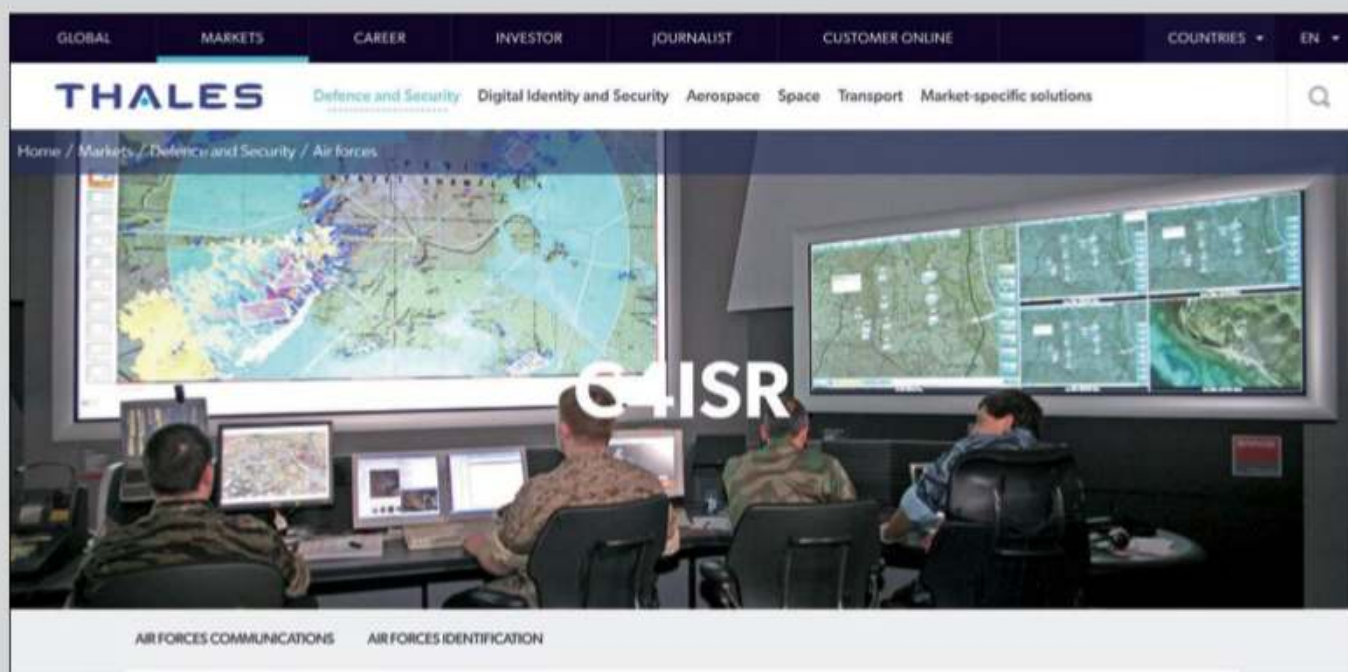 GLOBAL MARKETS CAREER INVESTOR JOURNALIST CUSTOMER ONLINE COUNTRIES EN
THALES Defence and Security Digital Identity and Security Aerospace Space Transport Market-specific solutions
Home / Markets / Defence and Security / Air forces
C4ISR
AIR FORCES COMMUNICATIONS AIR FORCES IDENTIFICATION